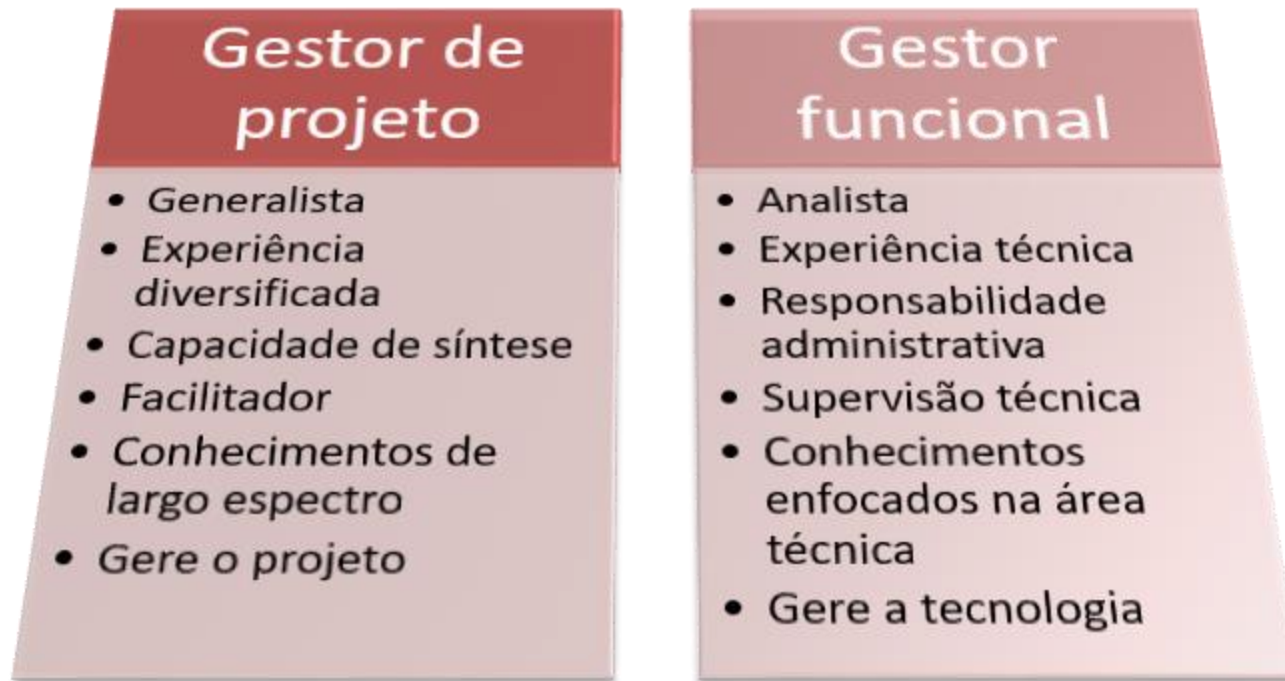 Gestor de
projeto
• Generalista
• Experiência
diversificada
• Capacidade de síntese
• Facilitador
• Conhecimentos de
largo espectro
• Gere o projeto
Gestor
funcional
• Analista
• Experiência técnica
• Responsabilidade
administrativa
• Supervisão técnica
• Conhecimentos
enfocados na área
técnica
• Gere a tecnologia